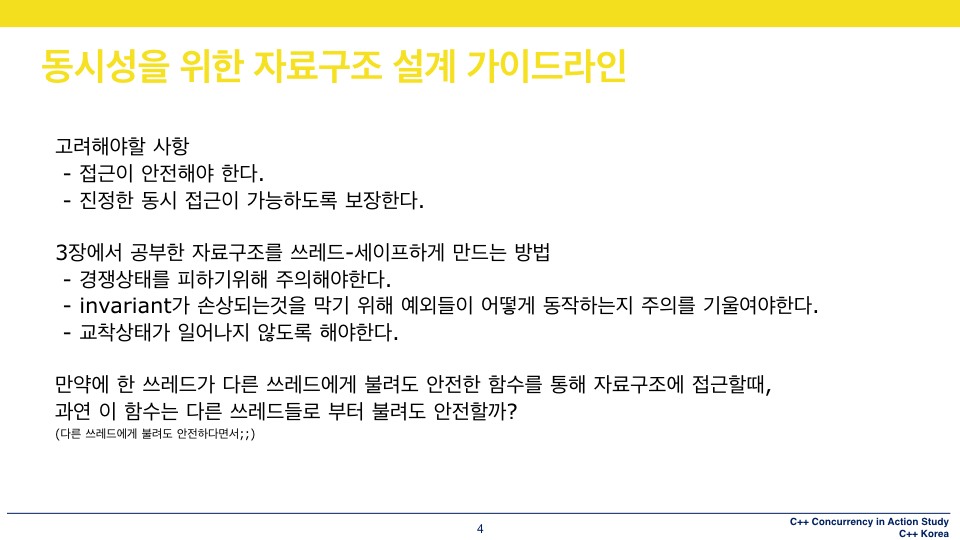 동시성을 위한 자료구조 설계 가이드라인
고려해야할 사항
- 접근이 안전해야 한다.
- 진정한 동시 접근이 가능하도록 보장한다.
3장에서 공부한 자료구조를 쓰레드-세이프하게 만드는 방법
- 경쟁상태를 피하기위해 주의해야한다.
- invariant가 손상되는것을 막기 위해 예외들이 어떻게 동작하는지 주의를 기울여야한다.
- 교착상태가 일어나지 않도록 해야한다.
만약에 한 쓰레드가 다른 쓰레드에게 불려도 안전한 함수를 통해 자료구조에 접근할때,
과연 이 함수는 다른 쓰레드들로 부터 불려도 안전할까?
(다른 쓰레드에게 불려도 안전하다면서;;)
4
C++ Concurrency in Action Study
C++ Korea